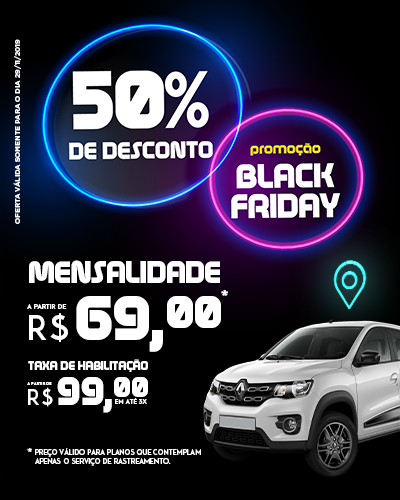 OFERTA VÁLIDA SOMENTE PARA O DIA 29/11/2019
50%
DE DESCONTO
promoção
BLACK
FRIDAY
MENSALIDADE
A PARTIR DE
R$ 69,00*
TAXA DE HABILITAÇÃO
A PARTIR DE
R$ 99,00
EM ATÉ 3X
* PREÇO VÁLIDO PARA PLANOS QUE CONTEMPLAM
APENAS O SERVIÇO DE RASTREAMENTO.